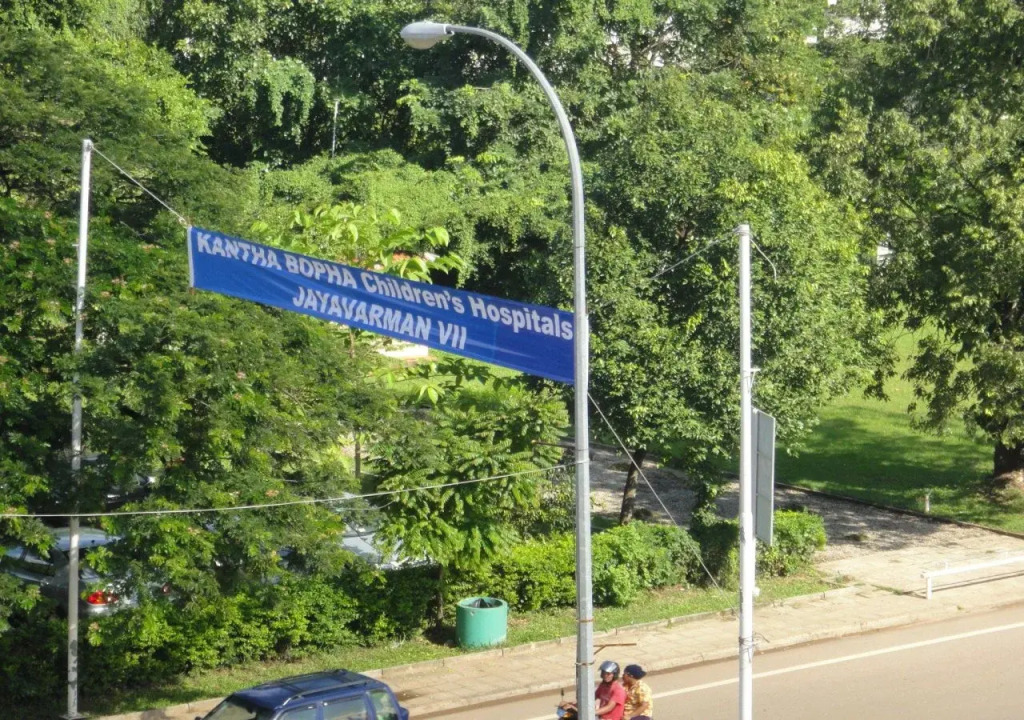 KANTHA BOPHA Children's Hospitals
JAYAVARMAN VII